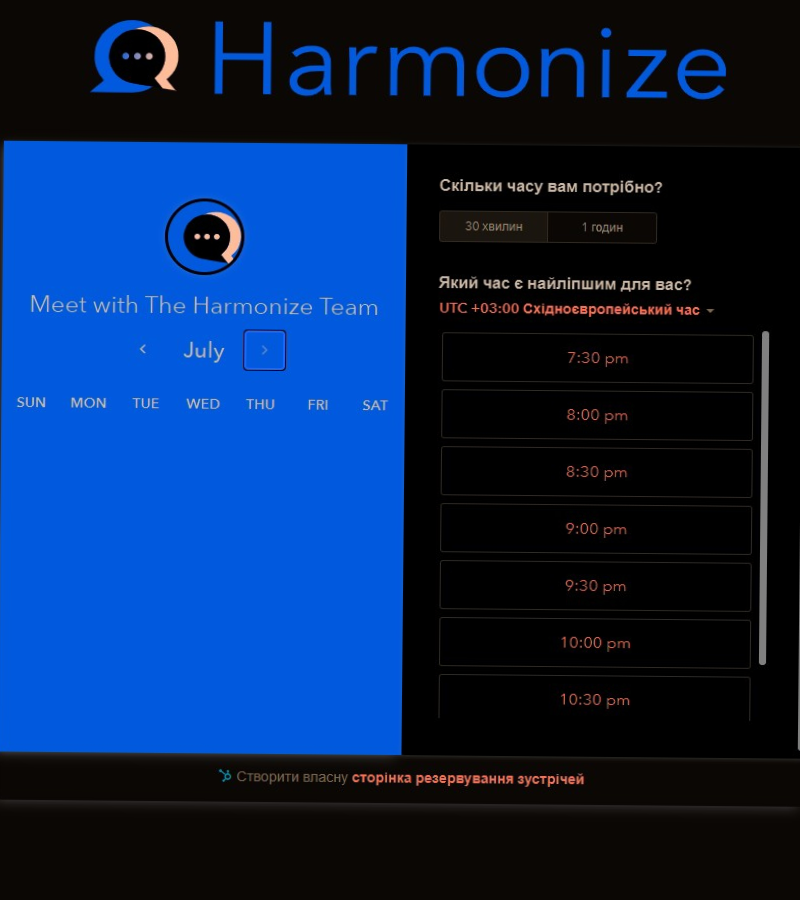 Harmonize
Meet with The Harmonize Team
July
SUN MON TUE WED THU FRI SAT
Скільки часу вам потрібно?
30 хвилин 1 годин
Який час є найліпшим для вас?
UTC +03:00 Східноєвропейський час
7:30 pm
8:00 pm
8:30 pm
9:00 pm
9:30 pm
10:00 pm
10:30 pm
Створити власну сторінка резервування зустрічей